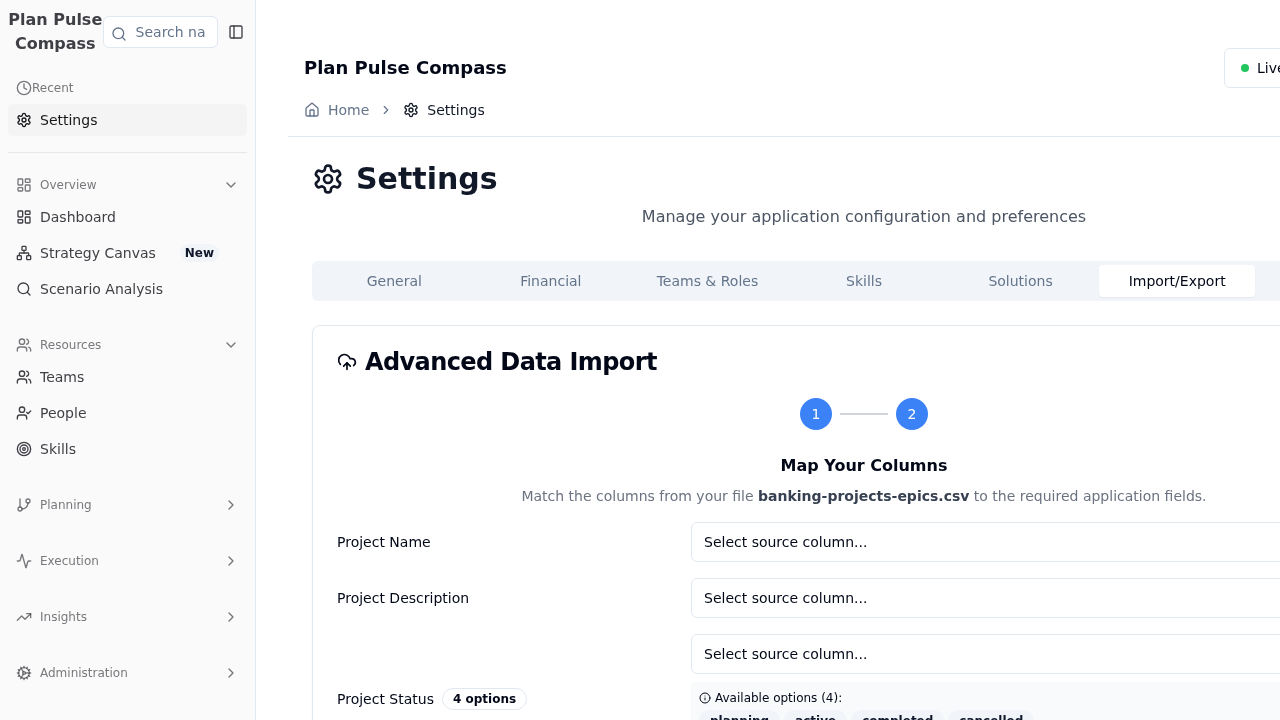 Plan Pulse
Compass
Search na
Recent
Settings
Overview
Dashboard
Strategy Canvas New
Scenario Analysis
Resources
Teams
People
Skills
Planning
Execution
Insights
Administration
Plan Pulse Compass
Live
Home Settings
Settings
Manage your application configuration and preferences
General Financial Teams & Roles Skills Solutions Import/Export
Advanced Data Import
1 2
Map Your Columns
Match the columns from your file banking-projects-epics.csv to the required application fields.
Project Name Select source column...
Project Description Select source column...
Select source column...
Project Status 4 options
Available options (4):
planning active completed cancelled